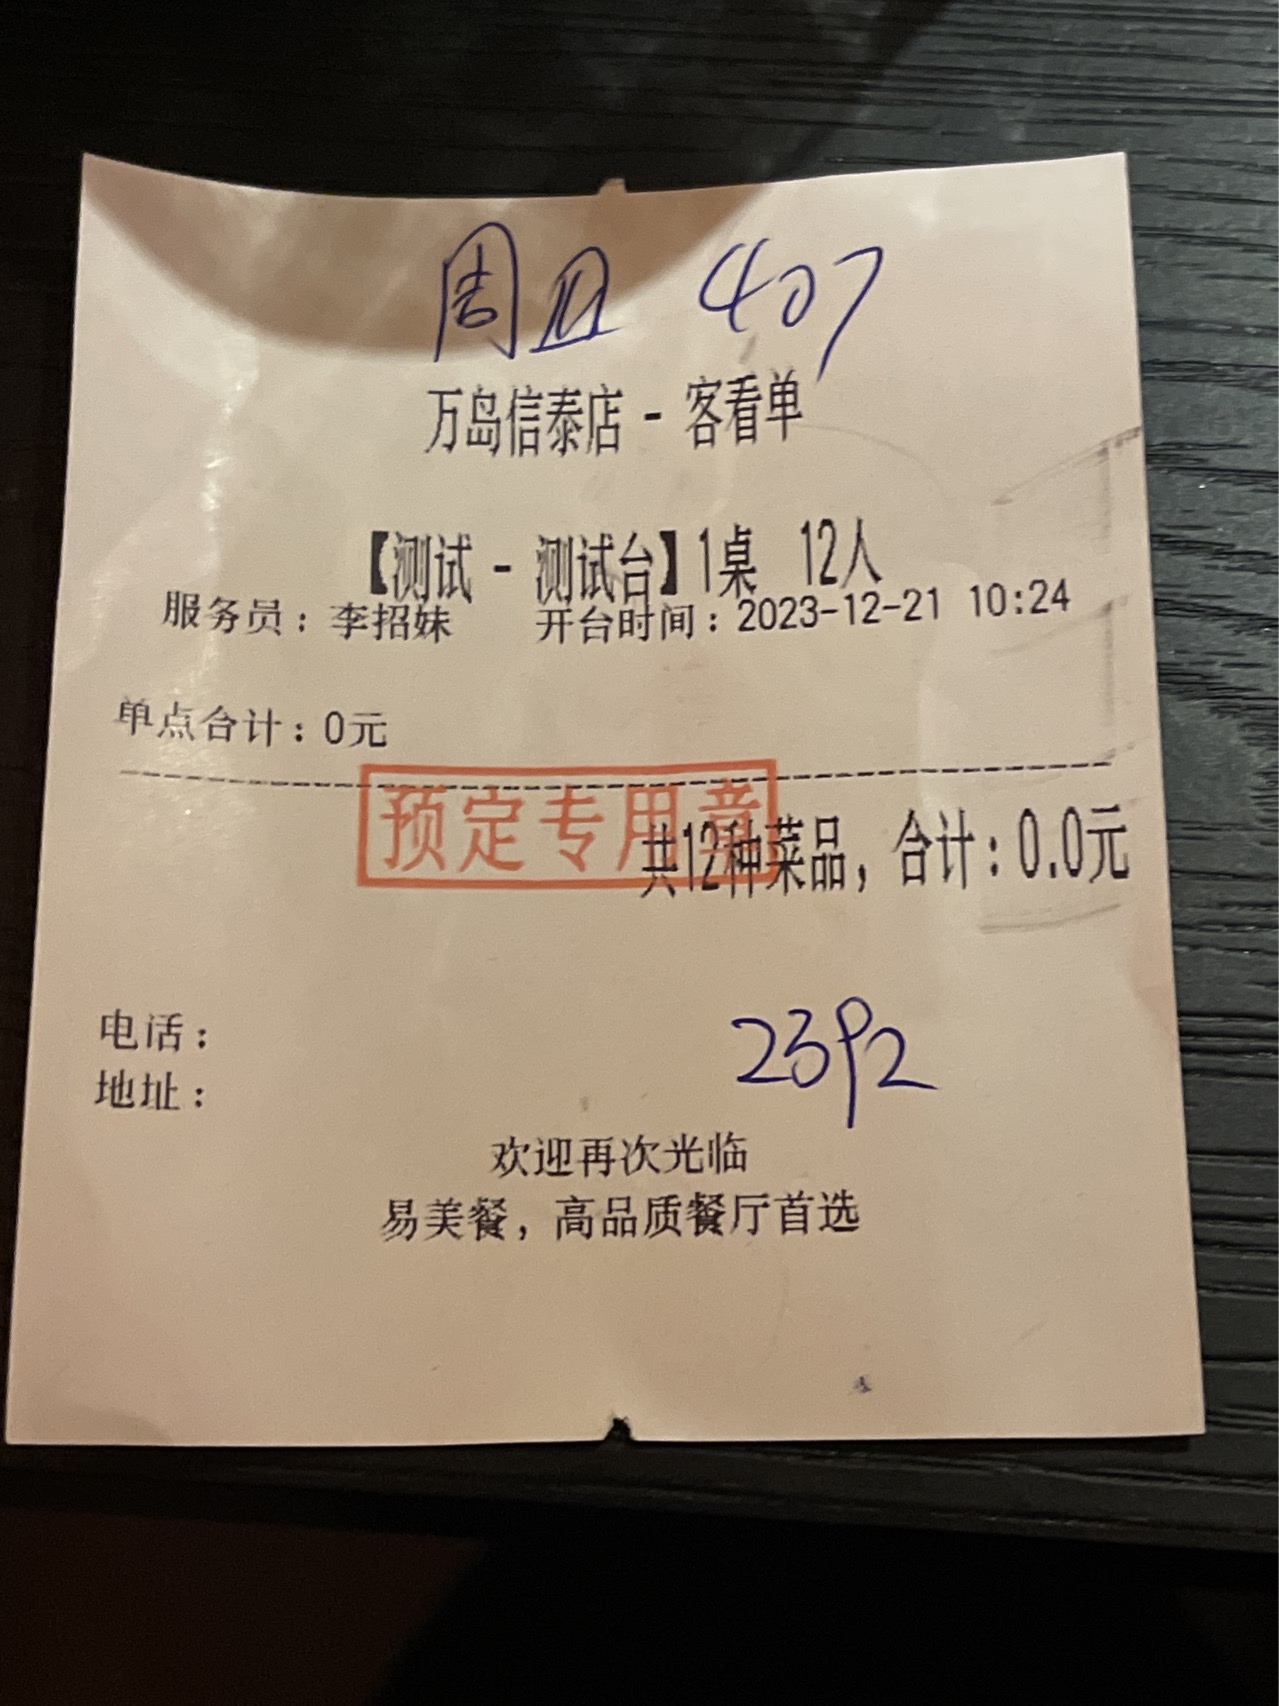 周四 407
万岛信泰店 - 客看单
【测试 - 测试台】1桌 12人
服务员：李招妹 开台时间：2023-12-21 10:24
单点合计：0元
预定专用章
共12种菜品，合计：0.0元
电话：
2392
地址：
欢迎再次光临
易美餐，高品质餐厅首选